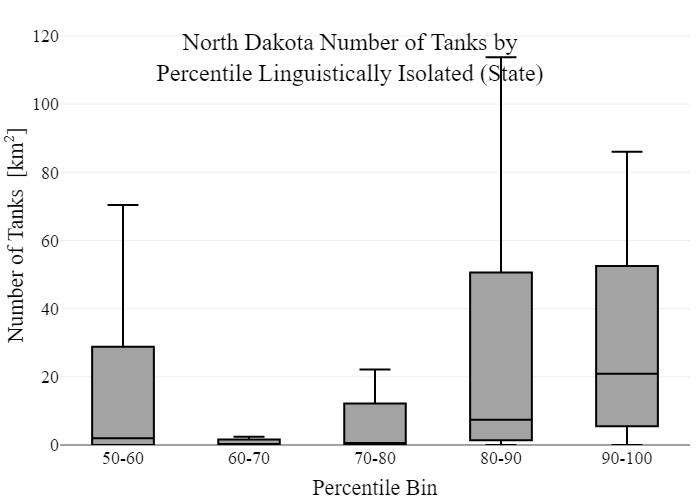 North Dakota Number of Tanks by
Percentile Linguistically Isolated (State)
Number of Tanks [km²]
120
100
80
60
40
20
0
50-60 60-70 70-80 80-90 90-100
Percentile Bin